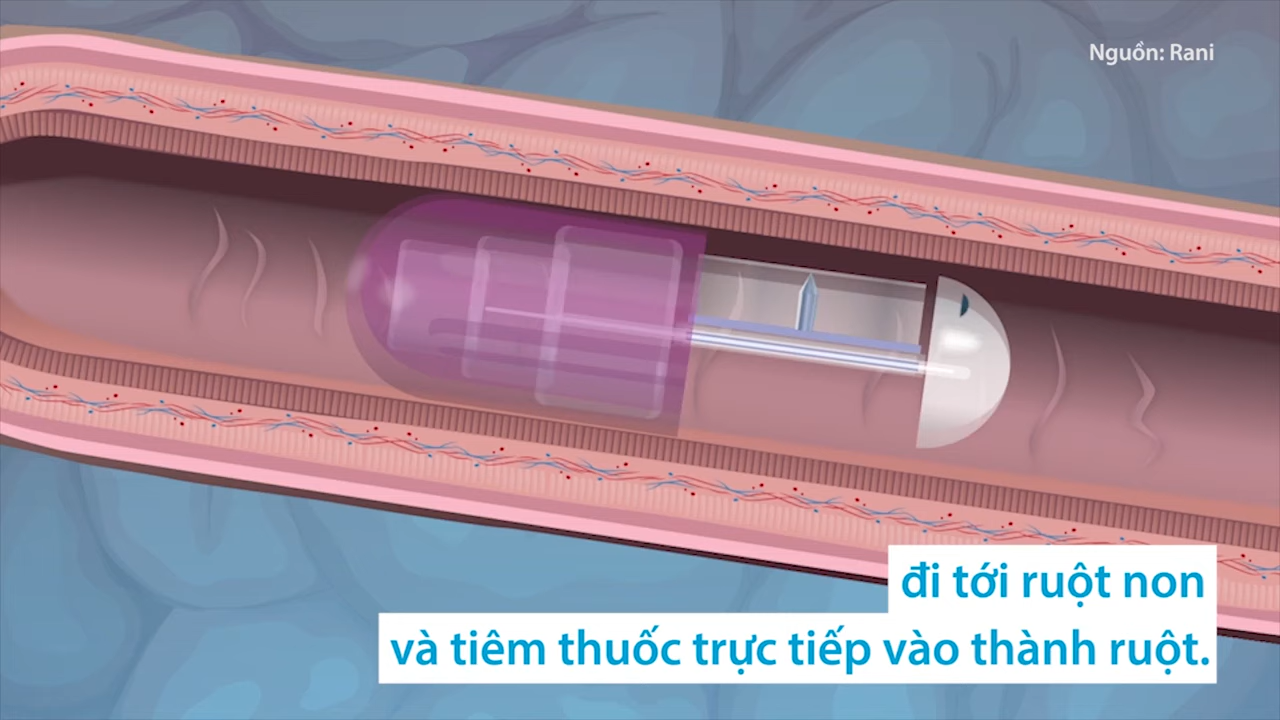 Nguồn: Rani
đi tới ruột non
và tiêm thuốc trực tiếp vào thành ruột.